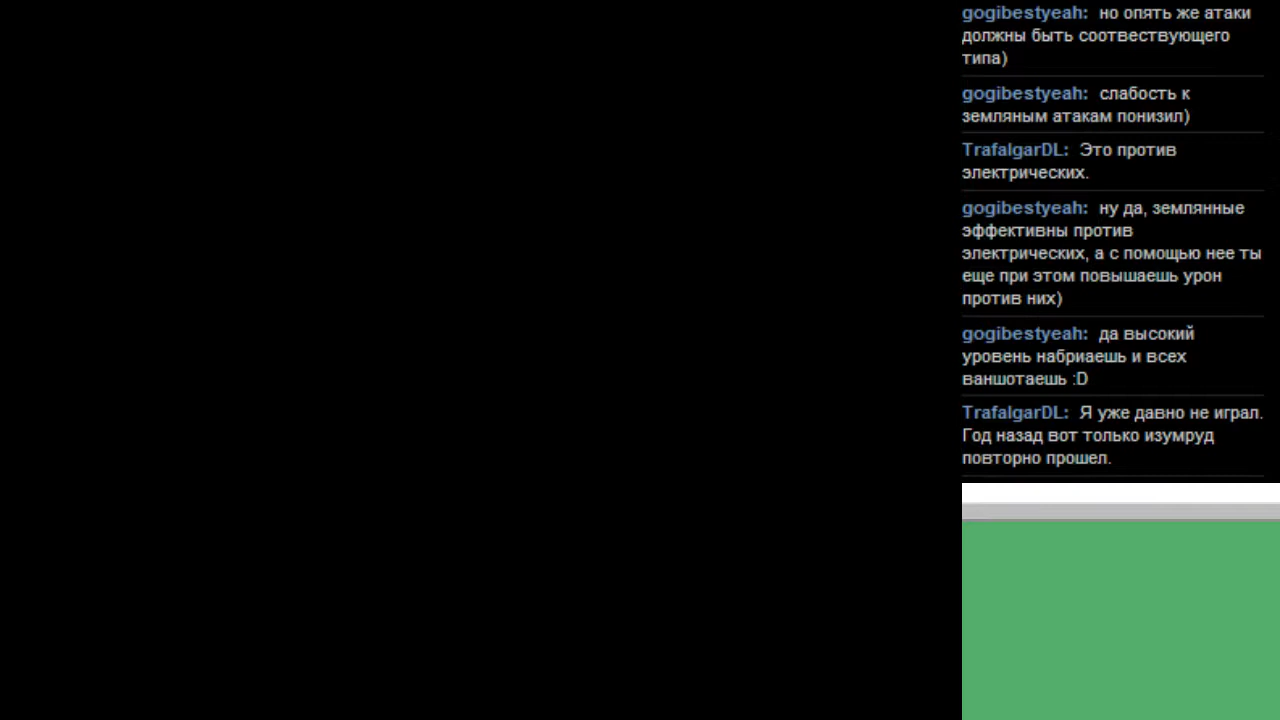 gogibestyeah: но опять же атаки
должны быть соотвествующего
типа)
gogibestyeah: слабость к
земляным атакам понизил)
TrafalgarDL: Это против
электрических.
gogibestyeah: ну да, землянные
эффективны против
электрических, а с помощью нее ты
еще при этом повышаешь урон
против них)
gogibestyeah: да высокий
уровень набриаешь и всех
ваншотаешь :D
TrafalgarDL: Я уже давно не играл.
Год назад вот только изумруд
повторно прошел.